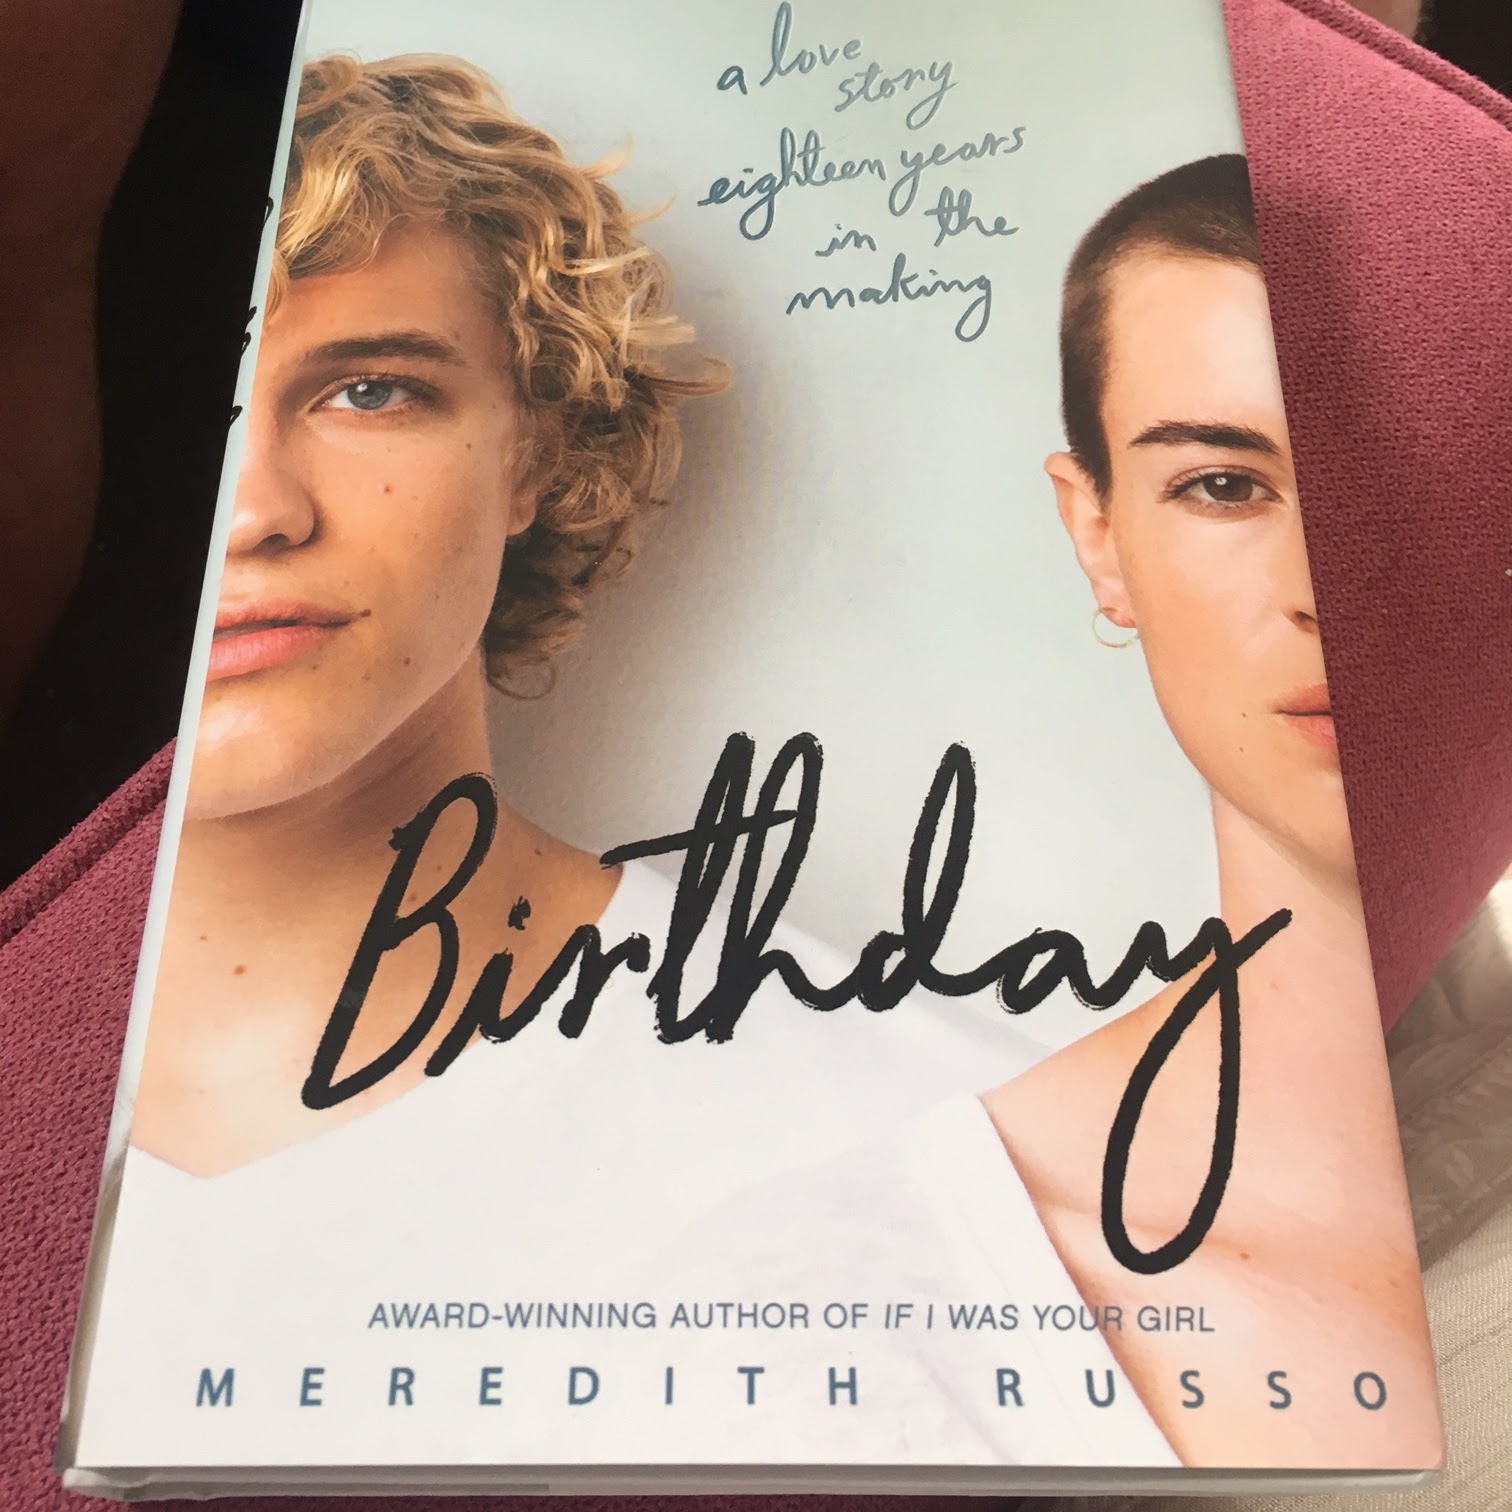 a love
story
eighteen years
in the
making
Birthday
AWARD-WINNING AUTHOR OF IF I WAS YOUR GIRL
MEREDITH RUSSO